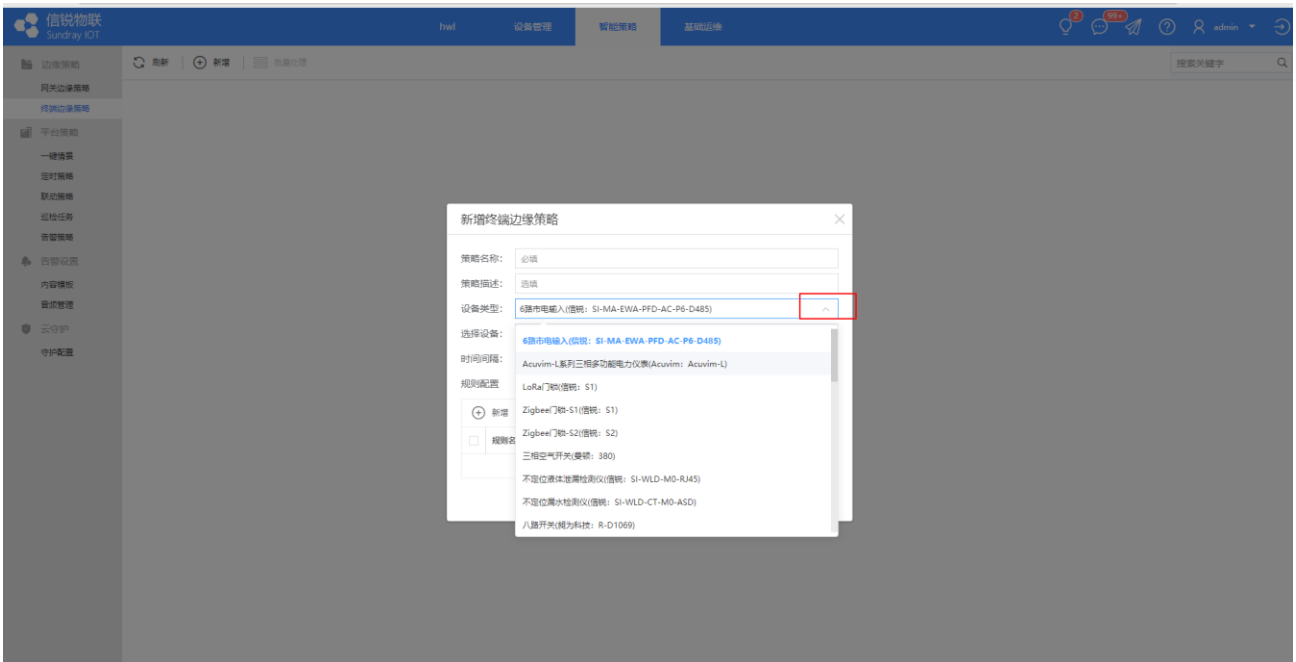 信锐物联
Sundray IOT
hwl
设备管理
智能策略
基础运维
2
99+
admin
边缘策略
网关边缘策略
终端边缘策略
平台策略
一键情景
定时策略
联动策略
巡检任务
告警策略
告警设置
内容模板
音频管理
云守护
守护配置
刷新
新增
批量处理
搜索关键字
新增终端边缘策略
策略名称:
必填
策略描述:
选填
设备类型:
6路市电输入(信锐: SI-MA-EWA-PFD-AC-P6-D485)
选择设备:
时间间隔:
规则配置
新增
规则名
6路市电输入(信锐: SI-MA-EWA-PFD-AC-P6-D485)
Acuvim-L系列三相多功能电力仪表(Acuvim: Acuvim-L)
LoRa门锁(信锐: S1)
Zigbee门锁-S1(信锐: S1)
Zigbee门锁-S2(信锐: S2)
三相空气开关(曼顿: 380)
不定位液体泄漏检测仪(信锐: SI-WLD-M0-RJ45)
不定位漏水检测仪(信锐: SI-WLD-CT-M0-ASD)
八路开关(超为科技: R-D1069)